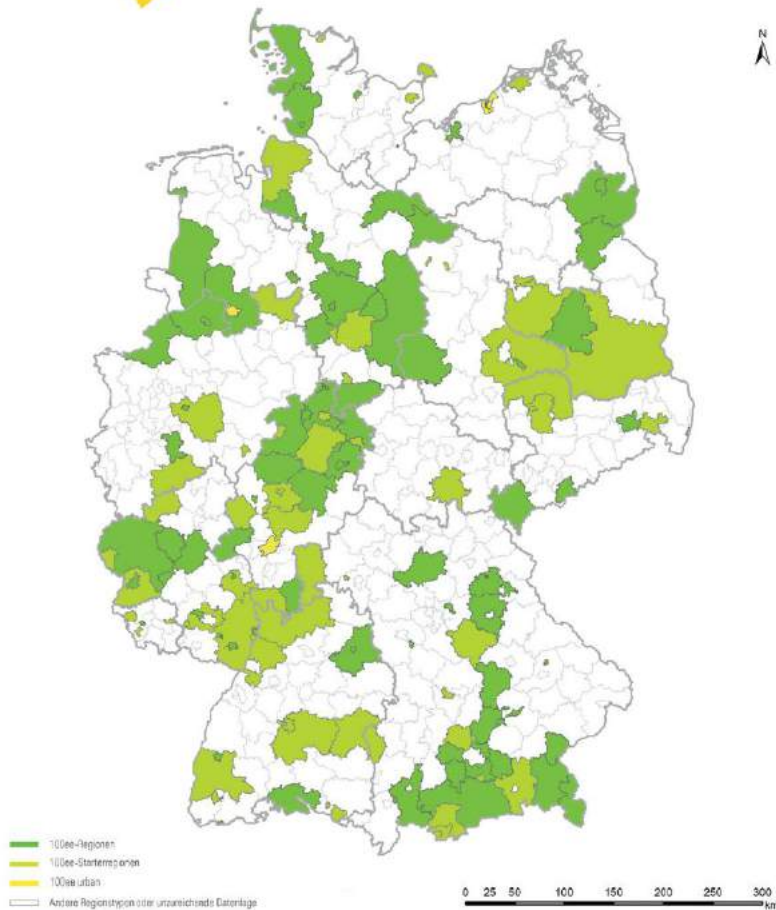 N
100ee-Regionen
100ee-Starterregionen
100ee urban
Andere Regionstypen oder unzureichende Datenlage
0 25 50 100 150 200 250 300
km